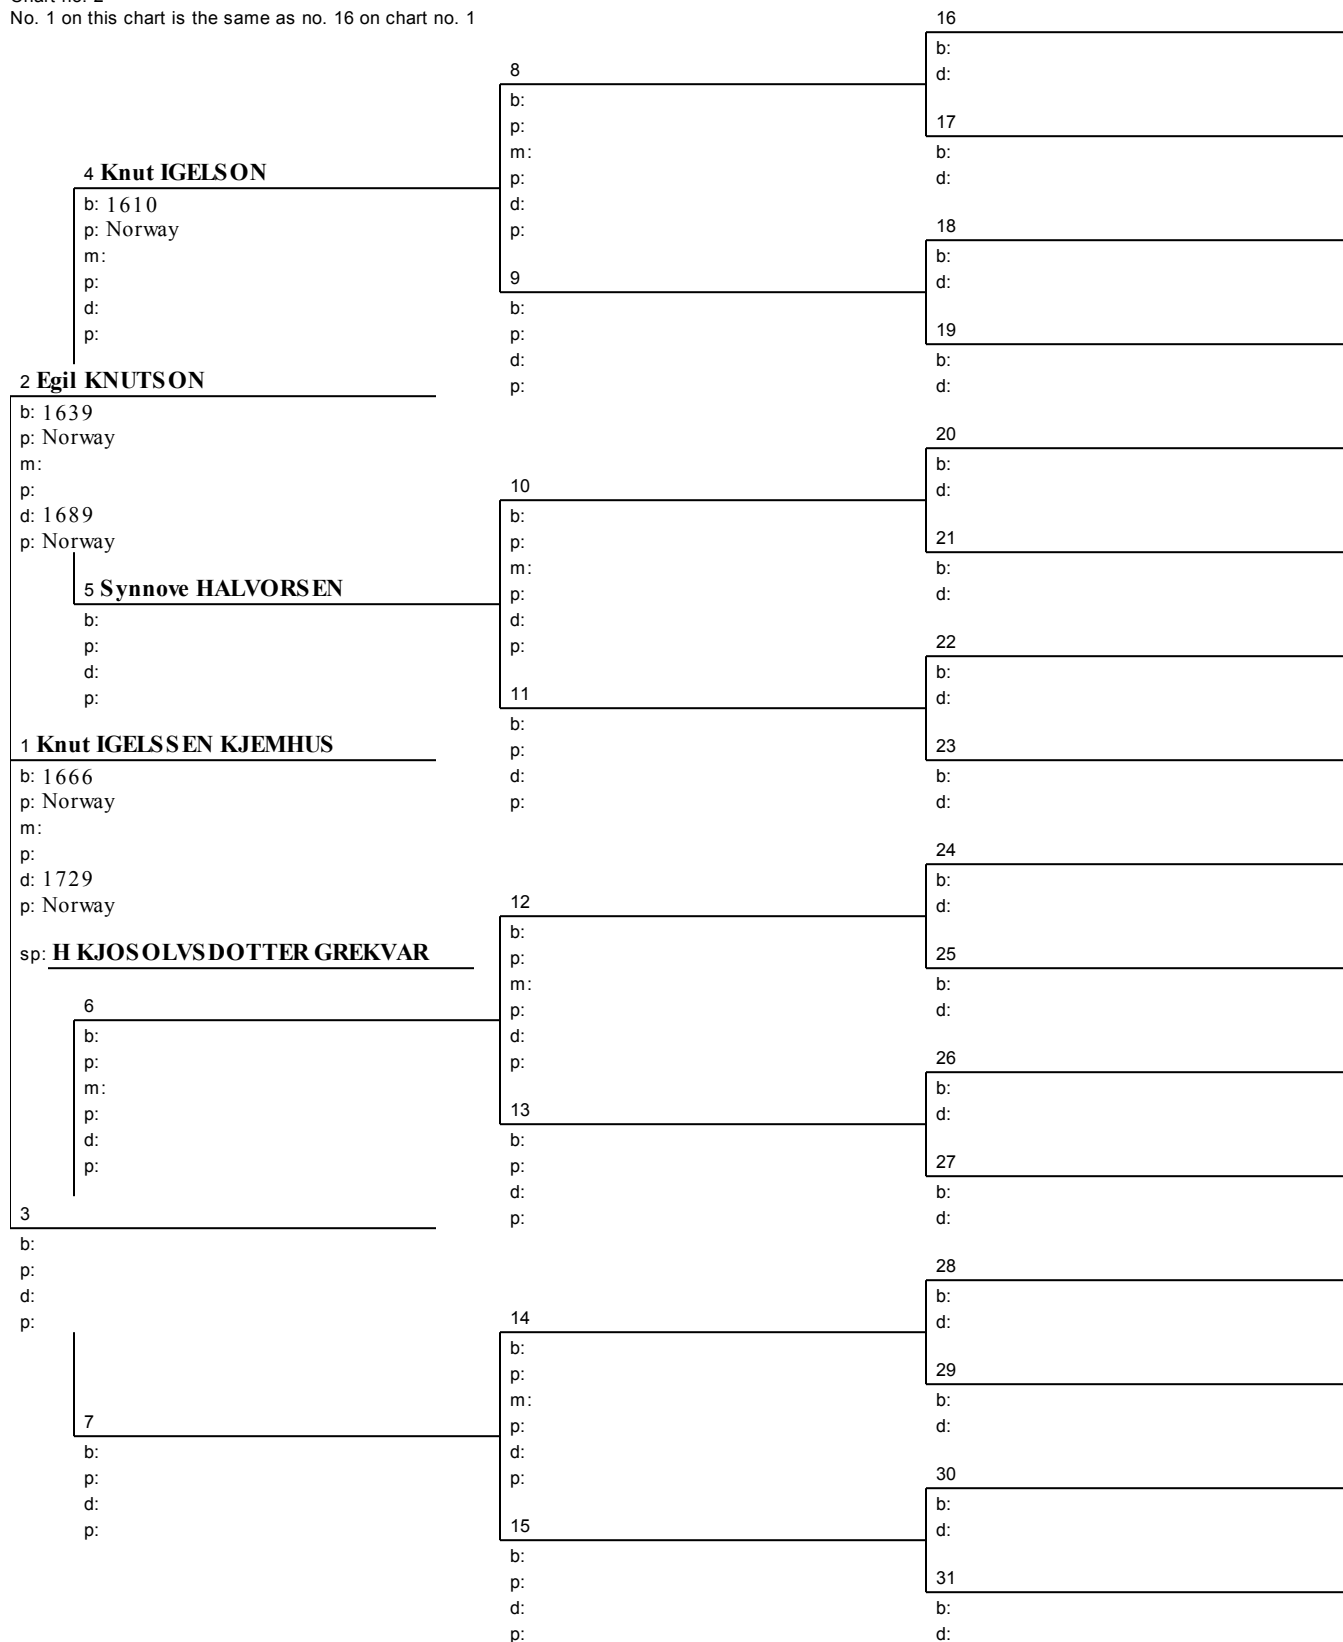 Chart no. 2
No. 1 on this chart is the same as no. 16 on chart no. 1
16
b:
d:
8
b:
p:
m:
p:
d:
p:
17
b:
d:
4 Knut IGELSON
b: 1610
p: Norway
m:
p:
d:
p:
18
b:
d:
9
b:
p:
d:
p:
19
b:
d:
2 Egil KNUTSON
b: 1639
p: Norway
m:
p:
d: 1689
p: Norway
20
b:
d:
10
b:
p:
m:
p:
d:
p:
21
b:
d:
5 Synnove HALVORSEN
b:
p:
d:
p:
22
b:
d:
11
b:
p:
d:
p:
23
b:
d:
1 Knut IGELSSEN KJEMHUS
b: 1666
p: Norway
m:
p:
d: 1729
p: Norway
sp: H KJOSOLVSDOTTER GREKVAR
24
b:
d:
12
b:
p:
m:
p:
d:
p:
25
b:
d:
6
b:
p:
m:
p:
d:
p:
26
b:
d:
13
b:
p:
d:
p:
27
b:
d:
3
b:
p:
d:
p:
28
b:
d:
14
b:
p:
m:
p:
d:
p:
29
b:
d:
7
b:
p:
d:
p:
30
b:
d:
15
b:
p:
d:
p:
31
b:
d: